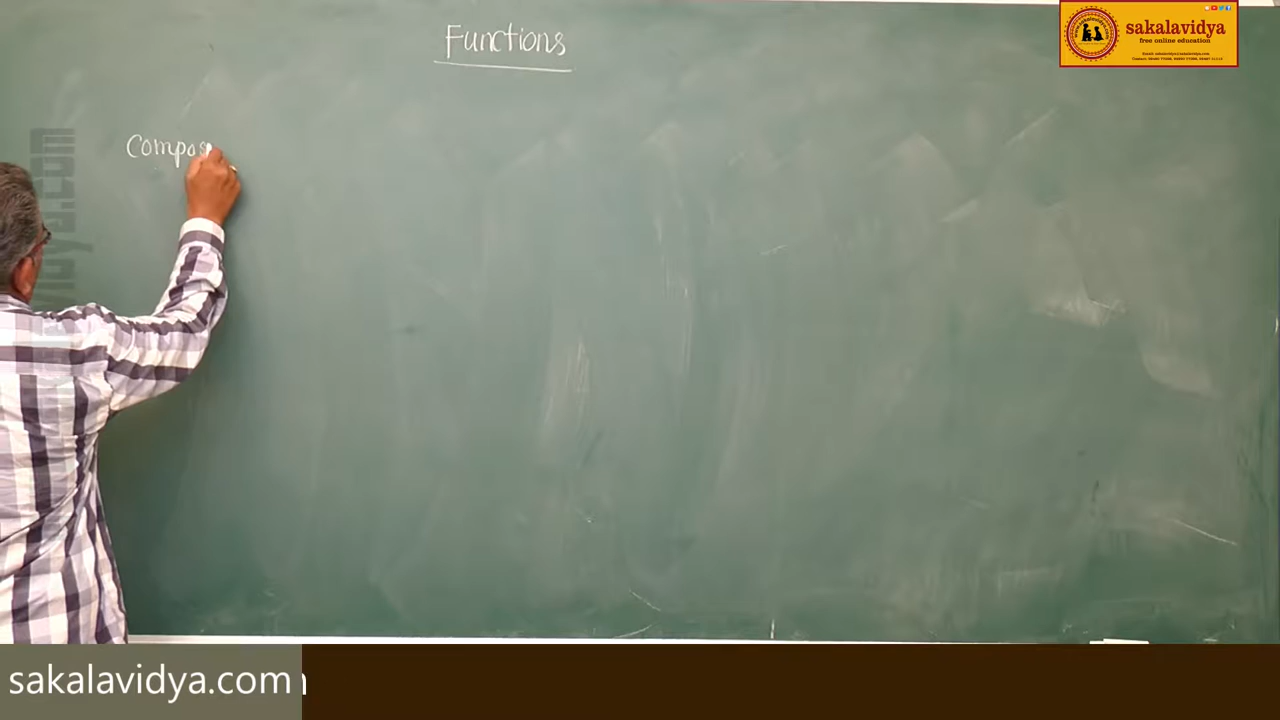 Functions
sakalavidya
free online education
Compos
sakalavidya.com